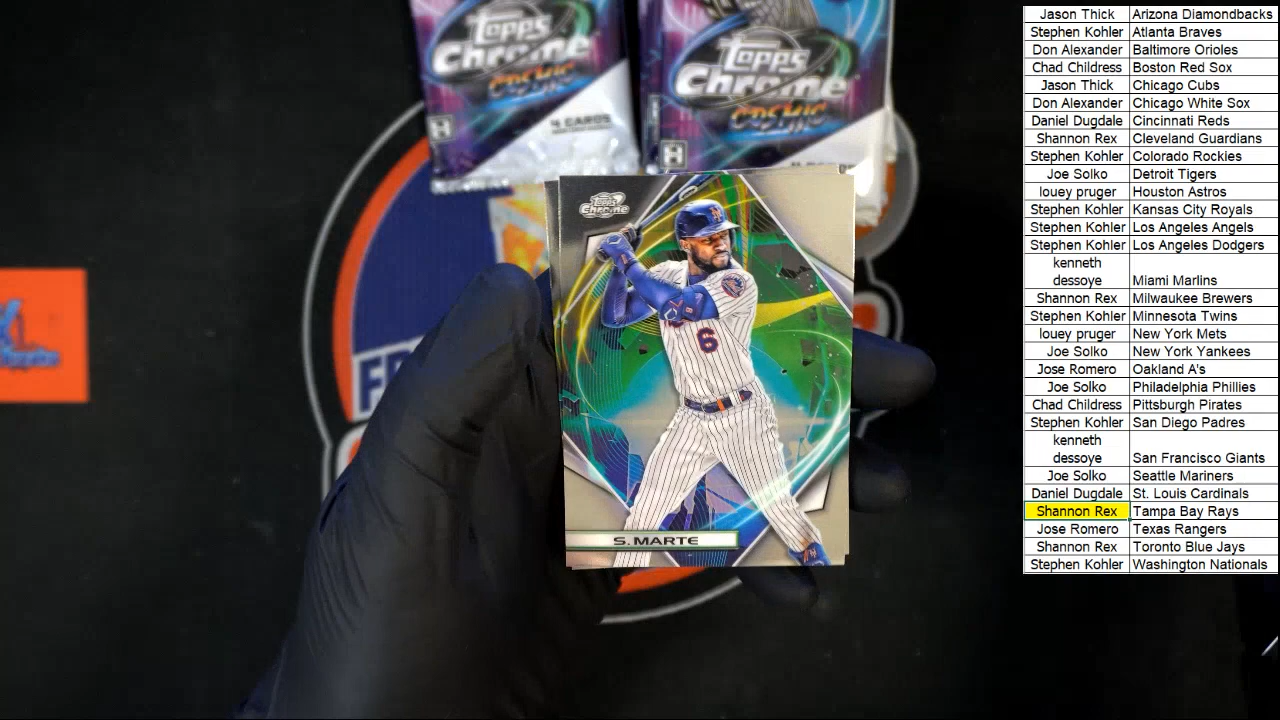 Topps
Chrome
COSMIC
4 CARDS
Topps
Chrome
COSMIC
H
H
Topps
Chrome
6
S. MARTE
Jason Thick Arizona Diamondbacks
Stephen Kohler Atlanta Braves
Don Alexander Baltimore Orioles
Chad Childress Boston Red Sox
Jason Thick Chicago Cubs
Don Alexander Chicago White Sox
Daniel Dugdale Cincinnati Reds
Shannon Rex Cleveland Guardians
Stephen Kohler Colorado Rockies
Joe Solko Detroit Tigers
louey pruger Houston Astros
Stephen Kohler Kansas City Royals
Stephen Kohler Los Angeles Angels
Stephen Kohler Los Angeles Dodgers
kenneth
dessoye Miami Marlins
Shannon Rex Milwaukee Brewers
Stephen Kohler Minnesota Twins
louey pruger New York Mets
Joe Solko New York Yankees
Jose Romero Oakland A's
Joe Solko Philadelphia Phillies
Chad Childress Pittsburgh Pirates
Stephen Kohler San Diego Padres
kenneth
dessoye San Francisco Giants
Joe Solko Seattle Mariners
Daniel Dugdale St. Louis Cardinals
Shannon Rex Tampa Bay Rays
Jose Romero Texas Rangers
Shannon Rex Toronto Blue Jays
Stephen Kohler Washington Nationals